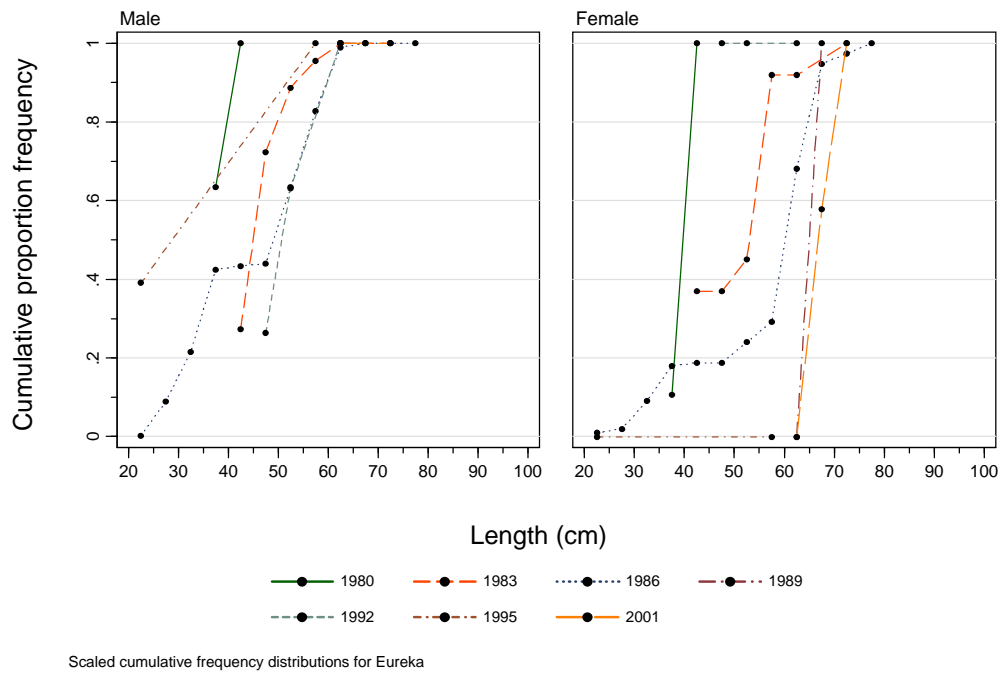 Male
Female
Cumulative proportion frequency
1
.8
.6
.4
.2
0
20 30 40 50 60 70 80 90 100
20 30 40 50 60 70 80 90 100
Length (cm)
1980 1983 1986 1989
1992 1995 2001
Scaled cumulative frequency distributions for Eureka